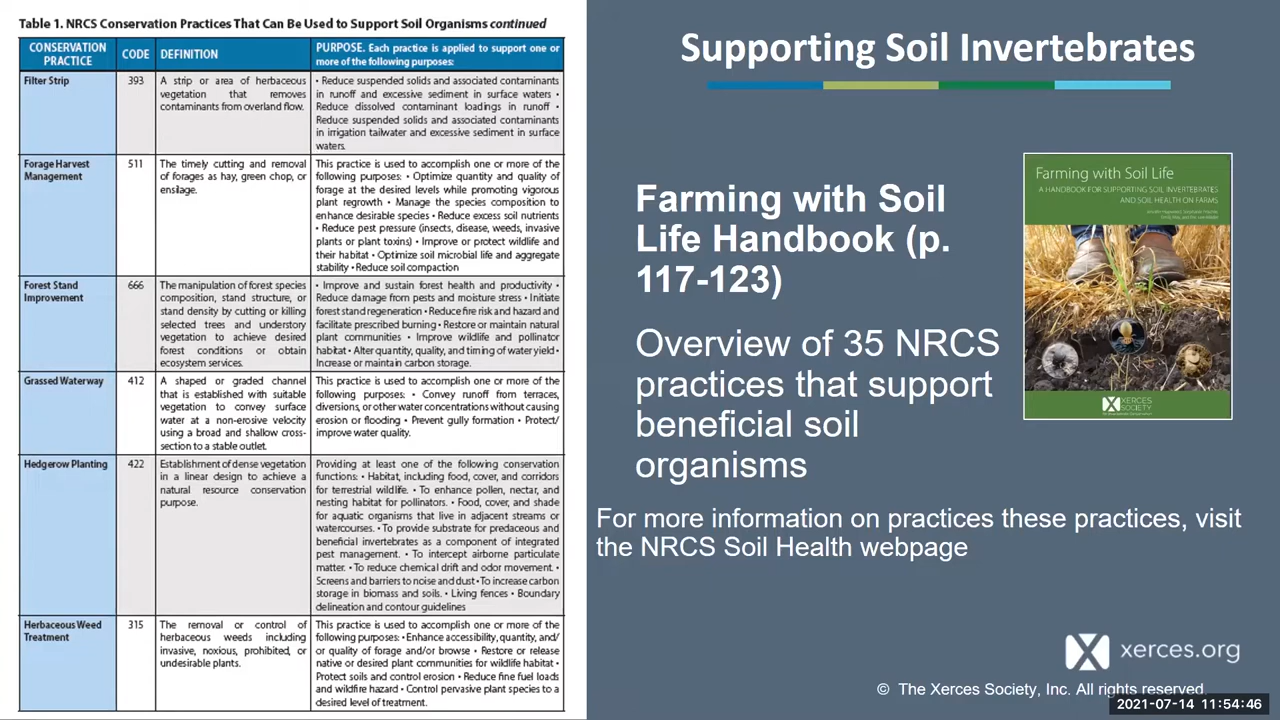 Table 1. NRCS Conservation Practices That Can Be Used to Support Soil Organisms continued
CONSERVATION
PRACTICE
CODE
DEFINITION
PURPOSE. Each practice is applied to support one or
more of the following purposes:
Filter Strip
393
A strip or area of herbaceous
vegetation that removes
contaminants from overland flow.
• Reduce suspended solids and associated contaminants
in runoff and excessive sediment in surface waters •
Reduce dissolved contaminant loadings in runoff •
Reduce suspended solids and associated contaminants
in irrigation tailwater and excessive sediment in surface
waters.
Forage Harvest
Management
511
The timely cutting and removal
of forages as hay, green chop, or
ensilage.
This practice is used to accomplish one or more of the
following purposes: • Optimize quantity and quality of
forage at the desired levels while promoting vigorous
plant regrowth • Manage the species composition to
enhance desirable species • Reduce excess soil nutrients
• Reduce pest pressure (insects, disease, weeds, invasive
plants or plant toxins) • Improve or protect wildlife and
their habitat • Optimize soil microbial life and aggregate
stability • Reduce soil compaction
Forest Stand
Improvement
666
The manipulation of forest species
composition, stand structure, or
stand density by cutting or killing
selected trees and understory
vegetation to achieve desired
forest conditions or obtain
ecosystem services.
• Improve and sustain forest health and productivity •
Reduce damage from pests and moisture stress • Initiate
forest stand regeneration • Reduce fire risk and hazard and
facilitate prescribed burning • Restore or maintain natural
plant communities • Improve wildlife and pollinator
habitat • Alter quantity, quality, and timing of water yield •
Increase or maintain carbon storage.
Grassed Waterway
412
A shaped or graded channel
that is established with suitable
vegetation to convey surface
water at a non-erosive velocity
using a broad and shallow cross-
section to a stable outlet.
This practice is used to accomplish one or more of the
following purposes: • Convey runoff from terraces,
diversions, or other water concentrations without causing
erosion or flooding • Prevent gully formation • Protect/
improve water quality.
Hedgerow Planting
422
Establishment of dense vegetation
in a linear design to achieve a
natural resource conservation
purpose.
Providing at least one of the following conservation
functions: • Habitat, including food, cover, and corridors
for terrestrial wildlife. • To enhance pollen, nectar, and
nesting habitat for pollinators. • Food, cover, and shade
for aquatic organisms that live in adjacent streams or
watercourses. • To provide substrate for predaceous and
beneficial invertebrates as a component of integrated
pest management. • To intercept airborne particulate
matter. • To reduce chemical drift and odor movement. •
Screens and barriers to noise and dust • To increase carbon
storage in biomass and soils. • Living fences • Boundary
delineation and contour guidelines
Herbaceous Weed
Treatment
315
The removal or control of
herbaceous weeds including
invasive, noxious, prohibited, or
undesirable plants.
This practice is used to accomplish one or more of the
following purposes: • Enhance accessibility, quantity, and/
or quality of forage and/or browse • Restore or release
native or desired plant communities for wildlife habitat •
Protect soils and control erosion • Reduce fine fuel loads
and wildfire hazard • Control pervasive plant species to a
desired level of treatment.
Supporting Soil Invertebrates
Farming with Soil
Life Handbook (p.
117-123)
Overview of 35 NRCS
practices that support
beneficial soil
organisms
Farming with Soil Life
A HANDBOOK FOR SUPPORTING SOIL INVERTEBRATES
AND SOIL HEALTH ON FARMS
XERCES
SOCIETY
For more information on practices these practices, visit
the NRCS Soil Health webpage
xerces.org
© The Xerces Society, Inc. All rights reserved.
2021-07-14 11:54:46